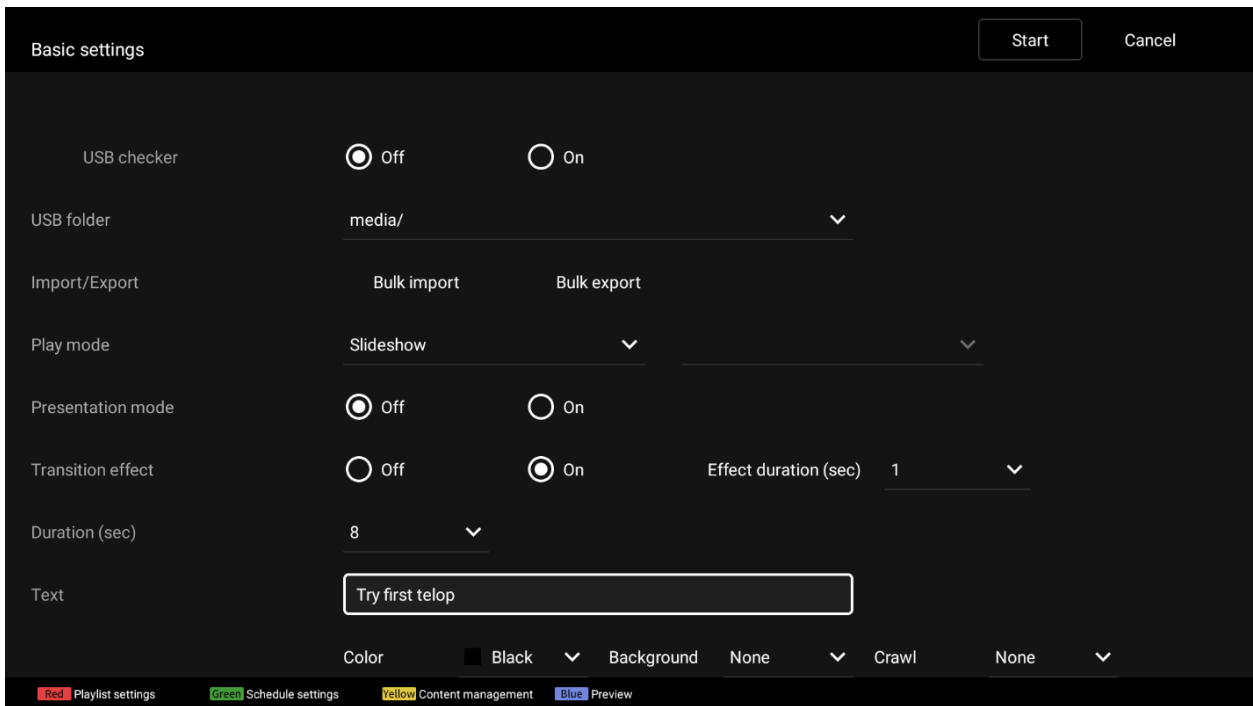 Basic settings Start Cancel
USB checker Off On
USB folder media/
Import/Export Bulk import Bulk export
Play mode Slideshow
Presentation mode Off On
Transition effect Off On Effect duration (sec) 1
Duration (sec) 8
Text Try first telop
Color Black Background None Crawl None
Red Playlist settings Green Schedule settings Yellow Content management Blue Preview